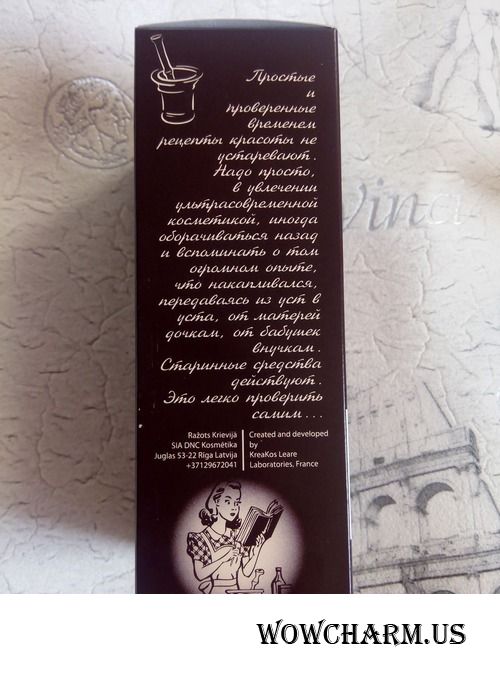 Простые
и
проверенные
временем
рецепты красоты не
устаревают.
Надо просто,
в увлечении
ультрасовременной
косметикой, иногда
оборачиваться назад
и вспоминать о том
огромном опыте,
что накапливался,
передаваясь из уст в
уста, от матерей
дочкам, от бабушек
внучкам.
Старинные средства
действуют.
Это легко проверить
самим...
Ražots Krievijā
SIA DNC Kosmētika
Juglas 53-22 Rīga Latvija
+37129672041
Created and developed
by
KreaKos Leare
Laboratories, France
WOWCHARM.US